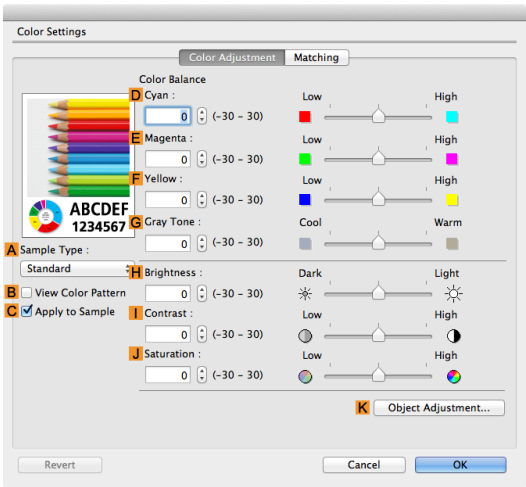 Color Settings
Color Adjustment Matching
Color Balance
D Cyan :
0 (-30 – 30)
Low High
E Magenta :
0 (-30 – 30)
Low High
F Yellow :
0 (-30 – 30)
Low High
ABCDEF
1234567
G Gray Tone :
0 (-30 – 30)
Cool Warm
A Sample Type :
Standard
B View Color Pattern
C Apply to Sample
H Brightness :
0 (-30 – 30)
Dark Light
I Contrast :
0 (-30 – 30)
Low High
J Saturation :
0 (-30 – 30)
Low High
K Object Adjustment...
Revert Cancel OK